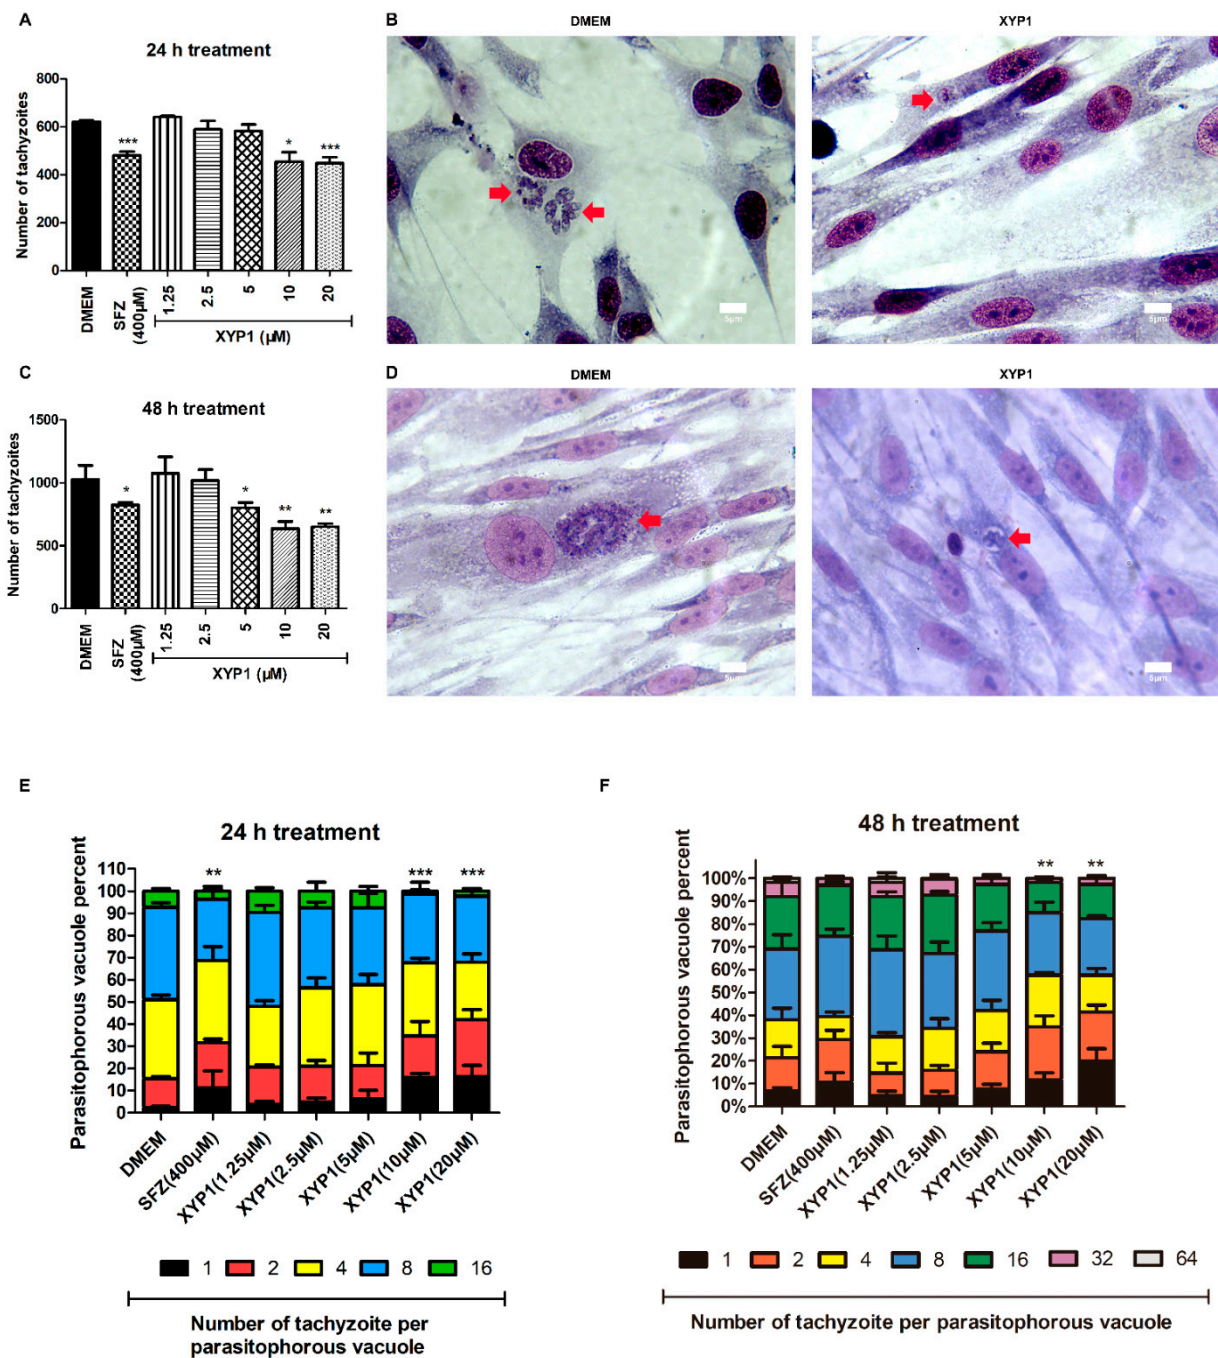 A
24 h treatment
Number of tachyzoites
800
600
400
200
0
***
*
***
DMEM
SFZ
(400μM)
1.25
2.5
5
10
20
XYP1 (μM)
B
DMEM
5μm
XYP1
5μm
C
48 h treatment
Number of tachyzoites
1500
1000
500
0
*
*
**
**
DMEM
SFZ
(400μM)
1.25
2.5
5
10
20
XYP1 (μM)
D
DMEM
5μm
XYP1
5μm
E
24 h treatment
Parasitophorous vacuole percent
110
100
90
80
70
60
50
40
30
20
10
0
**
***
***
DMEM
SFZ(400μM)
XYP1(1.25μM)
XYP1(2.5μM)
XYP1(5μM)
XYP1(10μM)
XYP1(20μM)
1 2 4 8 16
Number of tachyzoite per
parasitophorous vacuole
F
48 h treatment
Parasitophorous vacuole percent
100%
90%
80%
70%
60%
50%
40%
30%
20%
10%
0%
**
**
DMEM
SFZ(400μM)
XYP1(1.25μM)
XYP1(2.5μM)
XYP1(5μM)
XYP1(10μM)
XYP1(20μM)
1 2 4 8 16 32 64
Number of tachyzoite per parasitophorous vacuole